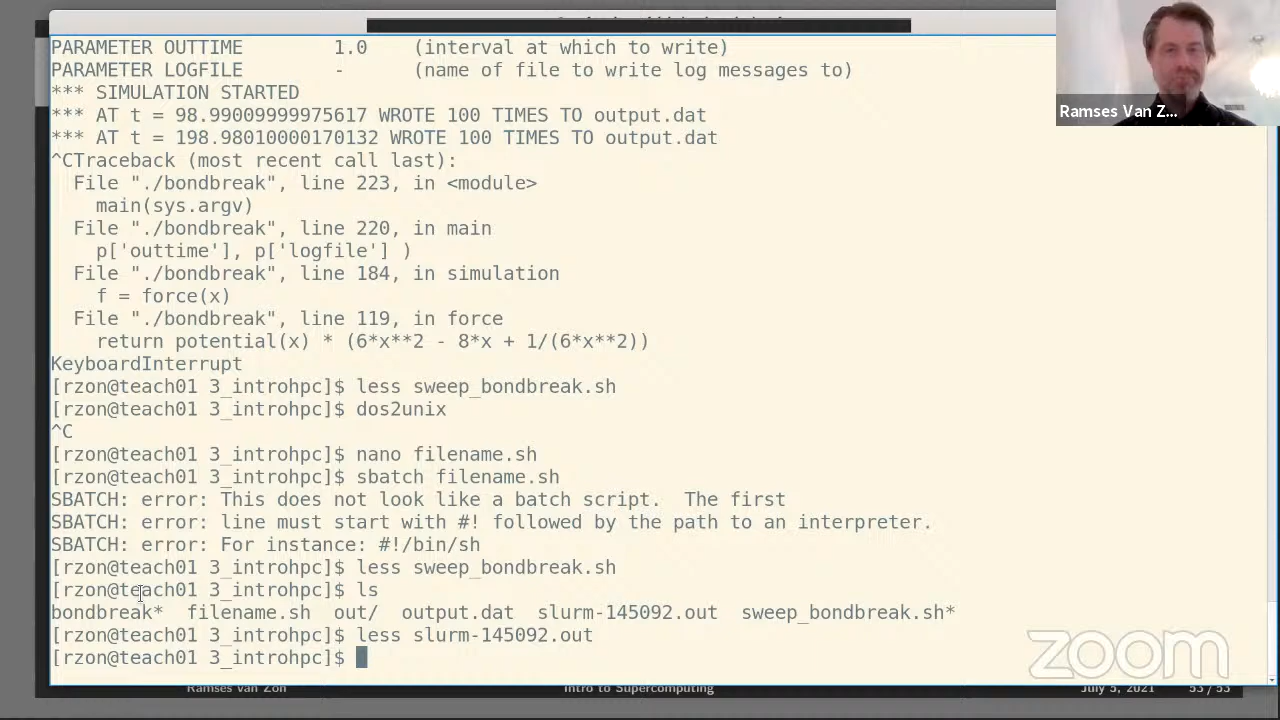 PARAMETER OUTTIME        1.0    (interval at which to write)
PARAMETER LOGFILE        -      (name of file to write log messages to)
*** SIMULATION STARTED
*** AT t = 98.99009999975617 WROTE 100 TIMES TO output.dat
*** AT t = 198.98010000170132 WROTE 100 TIMES TO output.dat
^CTraceback (most recent call last):
  File "./bondbreak", line 223, in <module>
    main(sys.argv)
  File "./bondbreak", line 220, in main
    p['outtime'], p['logfile'] )
  File "./bondbreak", line 184, in simulation
    f = force(x)
  File "./bondbreak", line 119, in force
    return potential(x) * (6*x**2 - 8*x + 1/(6*x**2))
KeyboardInterrupt
[rzon@teach01 3_introhpc]$ less sweep_bondbreak.sh
[rzon@teach01 3_introhpc]$ dos2unix
^C
[rzon@teach01 3_introhpc]$ nano filename.sh
[rzon@teach01 3_introhpc]$ sbatch filename.sh
SBATCH: error: This does not look like a batch script.  The first
SBATCH: error: line must start with #! followed by the path to an interpreter.
SBATCH: error: For instance: #!/bin/sh
[rzon@teach01 3_introhpc]$ less sweep_bondbreak.sh
[rzon@teach01 3_introhpc]$ ls
bondbreak*  filename.sh  out/  output.dat  slurm-145092.out  sweep_bondbreak.sh*
[rzon@teach01 3_introhpc]$ less slurm-145092.out
[rzon@teach01 3_introhpc]$
Ramses Van Z...
zoom
Ramses van Zon    Intro to Supercomputing    July 5, 2021    53 / 53